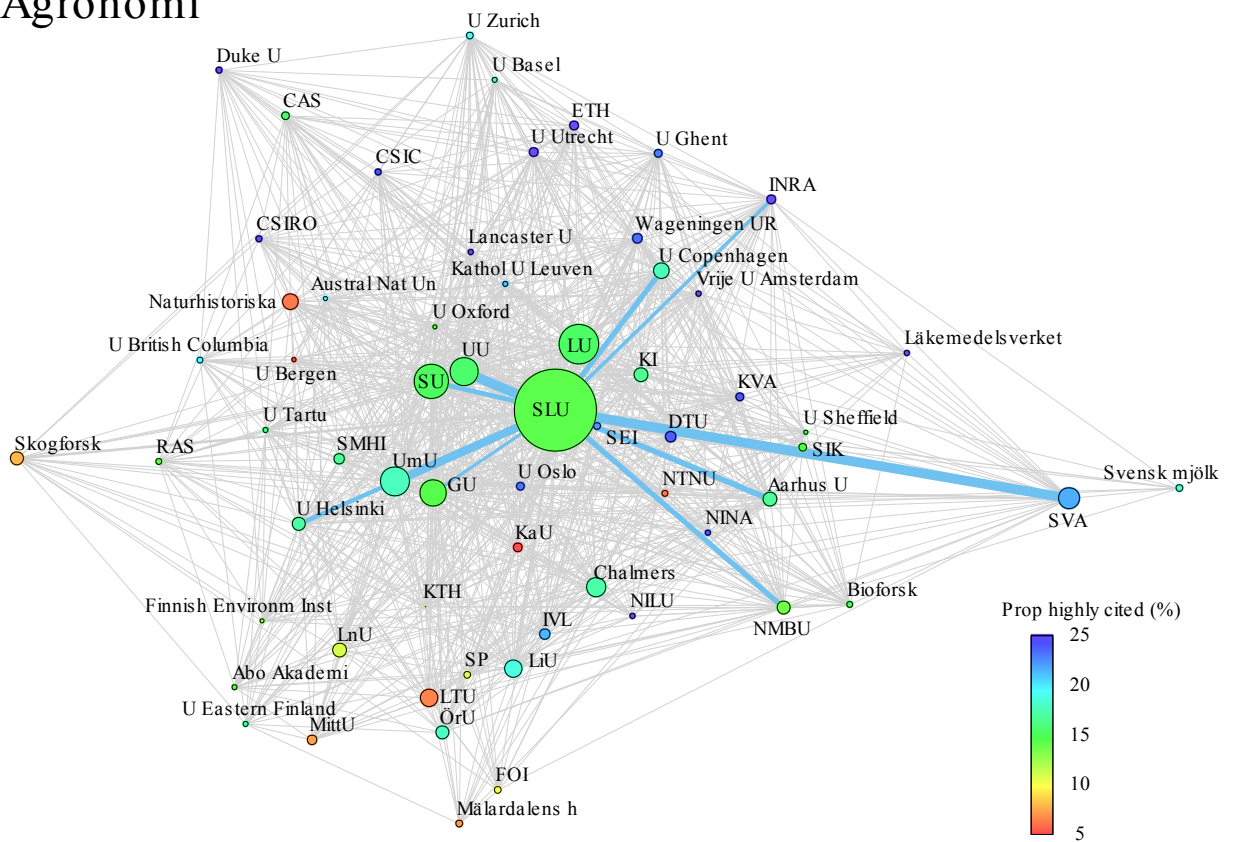 Agronomi
U Zurich
Duke U
U Basel
CAS
ETH
U Utrecht
U Ghent
CSIC
INRA
CSIRO
Wageningen UR
Lancaster U
U Copenhagen
Kathol U Leuven
Vrije U Amsterdam
Austral Nat Un
Naturhistoriska
U Oxford
Läkemedelsverket
U British Columbia
LU
UU
KI
U Bergen
SU
KVA
SLU
U Tartu
U Sheffield
DTU
SEI
Skogforsk
RAS
SMHI
SIK
UmU
U Oslo
NTNU
Svensk mjölk
GU
Aarhus U
U Helsinki
NINA
SVA
KaU
Chalmers
KTH
NILU
Bioforsk
Finnish Environm Inst
IVL
NMBU
LnU
SP
LiU
Abo Akademi
LTU
U Eastern Finland
ÖrU
MittU
FOI
Mälardalens h
Prop highly cited (%)
25
20
15
10
5